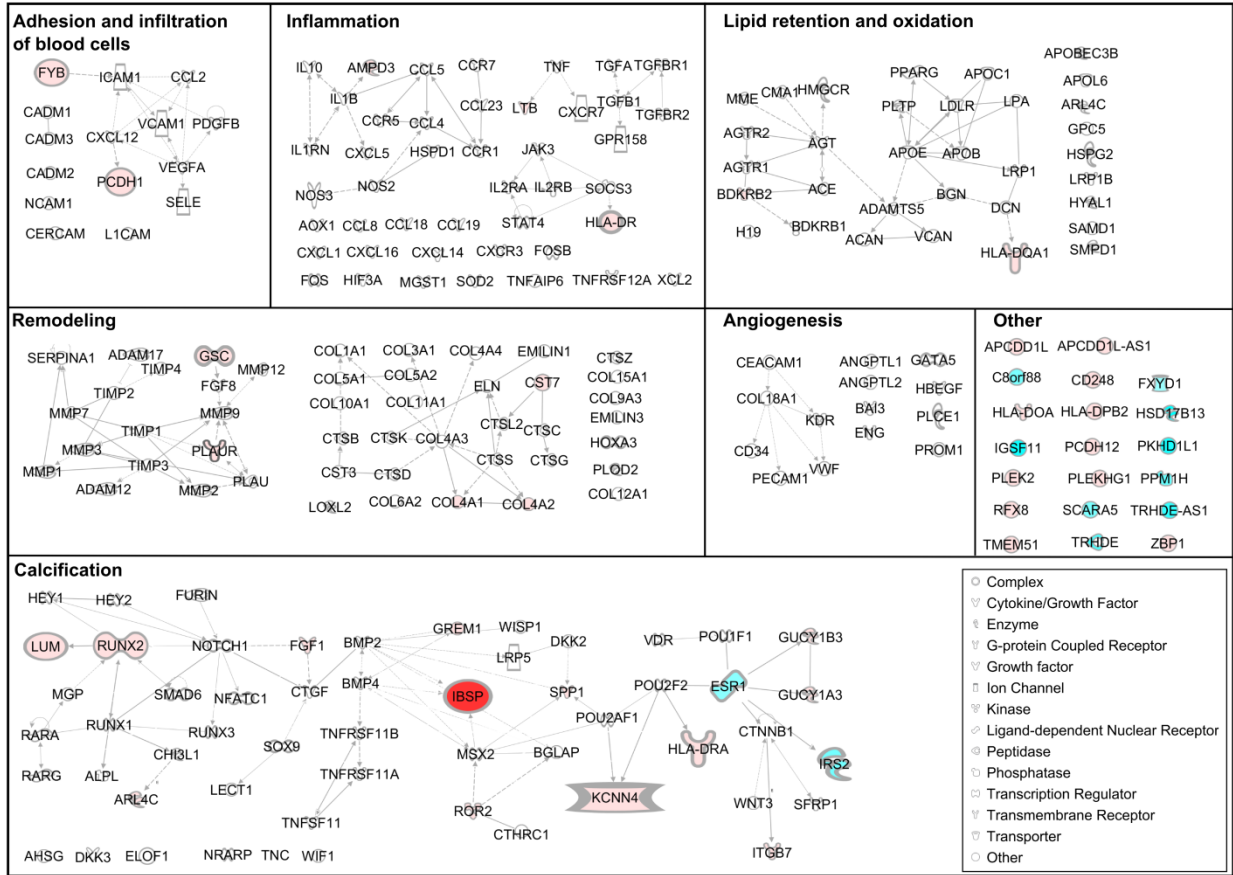 Adhesion and infiltration
of blood cells
FYB
ICAM1
CCL2
CADM1
VCAM1
PDGFB
CADM3
CXCL12
VEGFA
CADM2
PCDH1
NCAM1
SELE
CERCAM
L1CAM
Inflammation
IL10
AMPD3
CCL5
CCR7
TNF
TGFA
TGFBR1
IL1B
CCL23
LTB
CXCR7
TGFB1
TGFBR2
CCR5
CCL4
GPR158
IL1RN
CXCL5
HSPD1
CCR1
JAK3
NOS3
NOS2
IL2RA
IL2RB
SOCS3
AOX1
CCL8
CCL18
CCL19
STAT4
HLA-DR
CXCL1
CXCL16
CXCL14
CXCR3
FOSB
FOS
HIF3A
MGST1
SOD2
TNFAIP6
TNFRSF12A
XCL2
Lipid retention and oxidation
APOBEC3B
PPARG
APOC1
APOL6
MME
CMA1
HMGCR
PLTP
LDLR
LPA
ARL4C
AGTR2
AGT
GPC5
APOE
APOB
HSPG2
AGTR1
LRP1
LRP1B
BDKRB2
ACE
BGN
HYAL1
ADAMTS5
DCN
H19
BDKRB1
SAMD1
ACAN
VCAN
HLA-DQA1
SMPD1
Remodeling
SERPINA1
ADAM17
GSC
TIMP4
MMP12
TIMP2
FGF8
MMP7
MMP9
TIMP1
MMP3
PLAUR
MMP1
TIMP3
ADAM12
MMP2
PLAU
COL1A1
COL3A1
COL4A4
EMILIN1
CTSZ
COL5A1
COL5A2
ELN
CST7
COL15A1
COL10A1
COL11A1
COL9A3
CTSL2
EMILIN3
CTSB
CTSK
COL4A3
CTSC
HOXA3
CST3
CTSD
CTSS
CTSG
PLOD2
LOXL2
COL6A2
COL4A1
COL4A2
COL12A1
Angiogenesis
CEACAM1
ANGPTL1
GATA5
COL18A1
ANGPTL2
HBEGF
KDR
BAI3
PLCE1
CD34
ENG
PROM1
PECAM1
VWF
Other
APCDD1L
APCDD1L-AS1
C8orf88
CD248
FXYD1
HLA-DOA
HLA-DPB2
HSD17B13
IGSF11
PCDH12
PKHD1L1
PLEK2
PLEKHG1
PPM1H
RFX8
SCARA5
TRHDE-AS1
TMEM51
TRHDE
ZBP1
Calcification
HEY1
HEY2
FURIN
LUM
RUNX2
NOTCH1
FGF1
BMP2
GREM1
WISP1
DKK2
LRP5
VDR
POU1F1
GUCY1B3
MGP
SMAD6
NFATC1
CTGF
BMP4
IBSP
SPP1
POU2F2
ESR1
GUCY1A3
RARA
RUNX1
RUNX3
SOX9
TNFRSF11B
MSX2
BGLAP
POU2AF1
HLA-DRA
CTNNB1
IRS2
RARG
ALPL
CHI3L1
LECT1
TNFRSF11A
KCNN4
ARL4C
TNFSF11
ROR2
CTHRC1
WNT3
SFRP1
ITGB7
AHSG
DKK3
ELOF1
NRARP
TNC
WIF1
Complex
Cytokine/Growth Factor
Enzyme
G-protein Coupled Receptor
Growth factor
Ion Channel
Kinase
Ligand-dependent Nuclear Receptor
Peptidase
Phosphatase
Transcription Regulator
Transmembrane Receptor
Transporter
Other